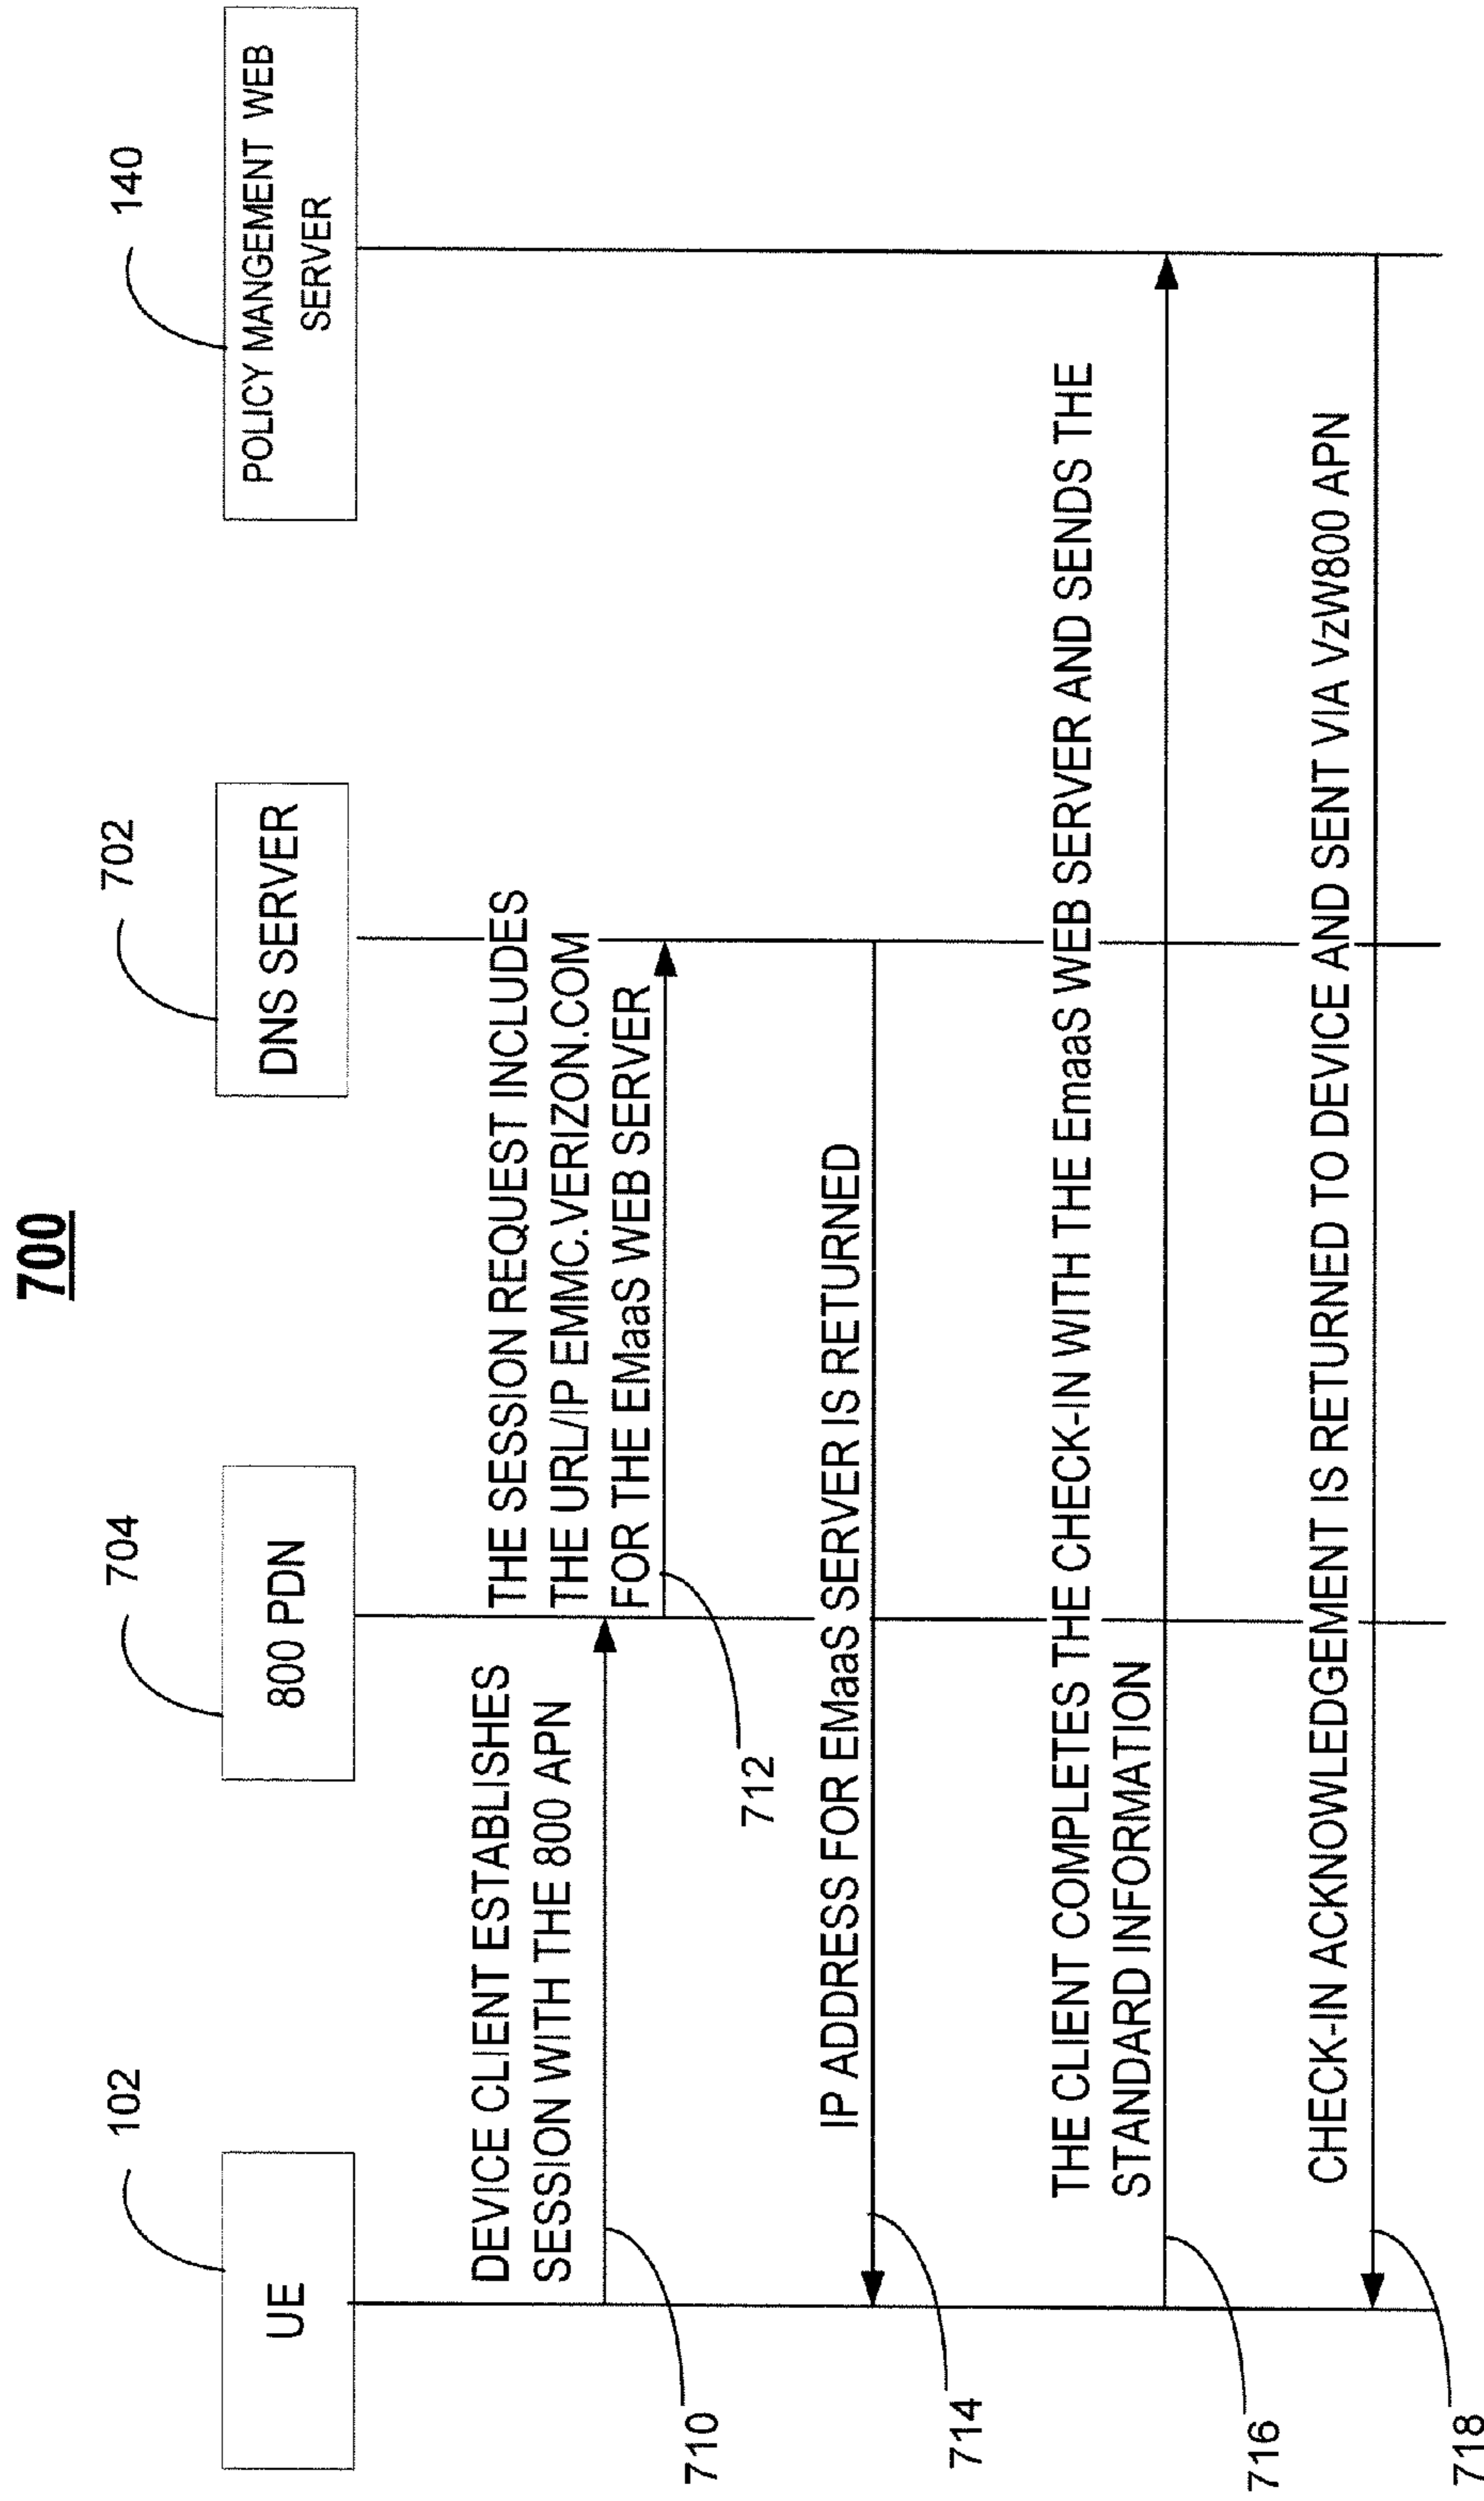 700
102
704
702
140
UE
800 PDN
DNS SERVER
POLICY MANGEMENT WEB
SERVER
DEVICE CLIENT ESTABLISHES
SESSION WITH THE 800 APN
710
THE SESSION REQUEST INCLUDES
THE URL/IP EMMC.VERIZON.COM
FOR THE EMaaS WEB SERVER
712
IP ADDRESS FOR EMaaS SERVER IS RETURNED
714
THE CLIENT COMPLETES THE CHECK-IN WITH THE EmaaS WEB SERVER AND SENDS THE
STANDARD INFORMATION
716
CHECK-IN ACKNOWLEDGEMENT IS RETURNED TO DEVICE AND SENT VIA VzW800 APN
718